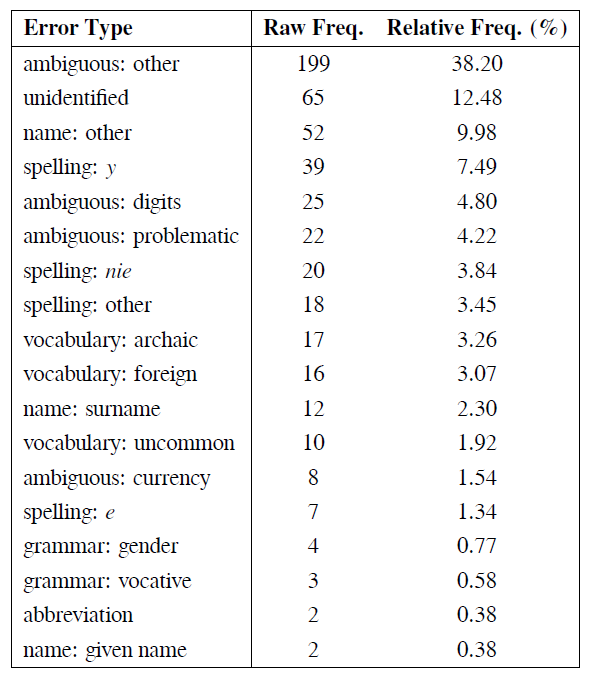 Error Type Raw Freq. Relative Freq. (%)
ambiguous: other 199 38.20
unidentified 65 12.48
name: other 52 9.98
spelling: y 39 7.49
ambiguous: digits 25 4.80
ambiguous: problematic 22 4.22
spelling: nie 20 3.84
spelling: other 18 3.45
vocabulary: archaic 17 3.26
vocabulary: foreign 16 3.07
name: surname 12 2.30
vocabulary: uncommon 10 1.92
ambiguous: currency 8 1.54
spelling: e 7 1.34
grammar: gender 4 0.77
grammar: vocative 3 0.58
abbreviation 2 0.38
name: given name 2 0.38